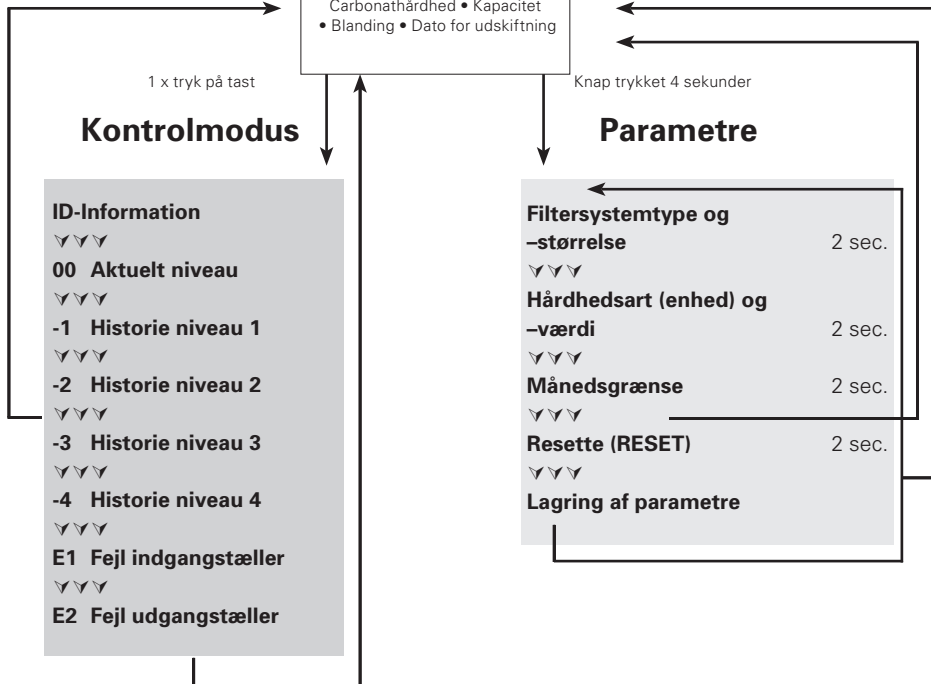 Carbonathårdhed • Kapacitet
• Blanding • Dato for udskiftning
1 x tryk på tast
Knap trykket 4 sekunder
Kontrolmodus
ID-Information
00 Aktuelt niveau
-1 Historie niveau 1
-2 Historie niveau 2
-3 Historie niveau 3
-4 Historie niveau 4
E1 Fejl indgangstæller
E2 Fejl udgangstæller
Parametre
Filtersystemtype og
–størrelse 2 sec.
Hårdhedsart (enhed) og
–værdi 2 sec.
Månedsgrænse 2 sec.
Resette (RESET) 2 sec.
Lagring af parametre